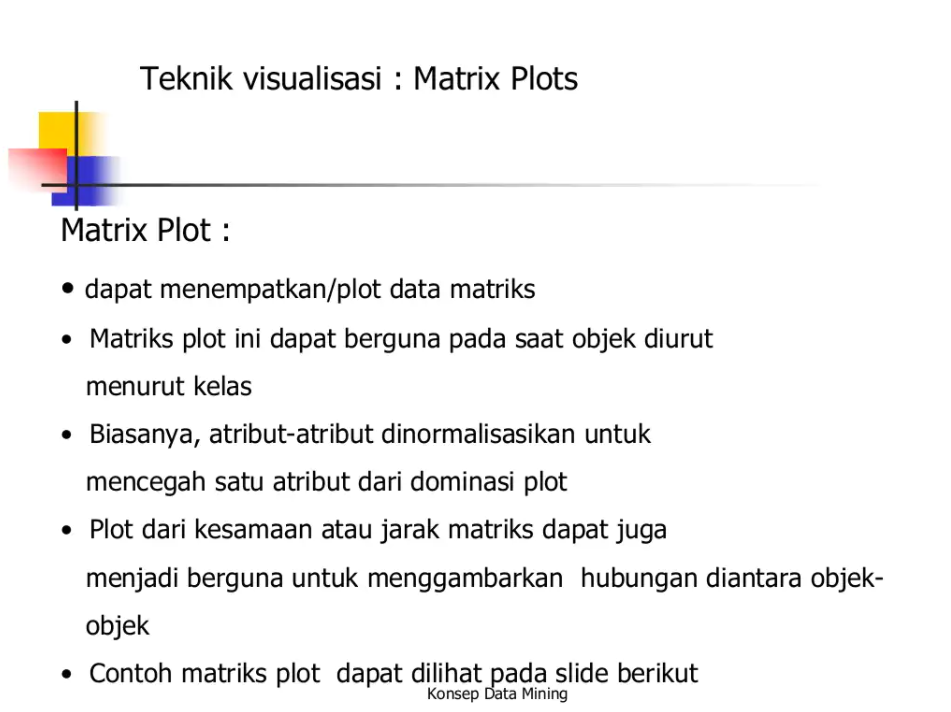 Teknik visualisasi : Matrix Plots
Matrix Plot :
• dapat menempatkan/plot data matriks
• Matriks plot ini dapat berguna pada saat objek diurut
menurut kelas
• Biasanya, atribut-atribut dinormalisasikan untuk
mencegah satu atribut dari dominasi plot
• Plot dari kesamaan atau jarak matriks dapat juga
menjadi berguna untuk menggambarkan hubungan diantara objek-
objek
• Contoh matriks plot dapat dilihat pada slide berikut
Konsep Data Mining